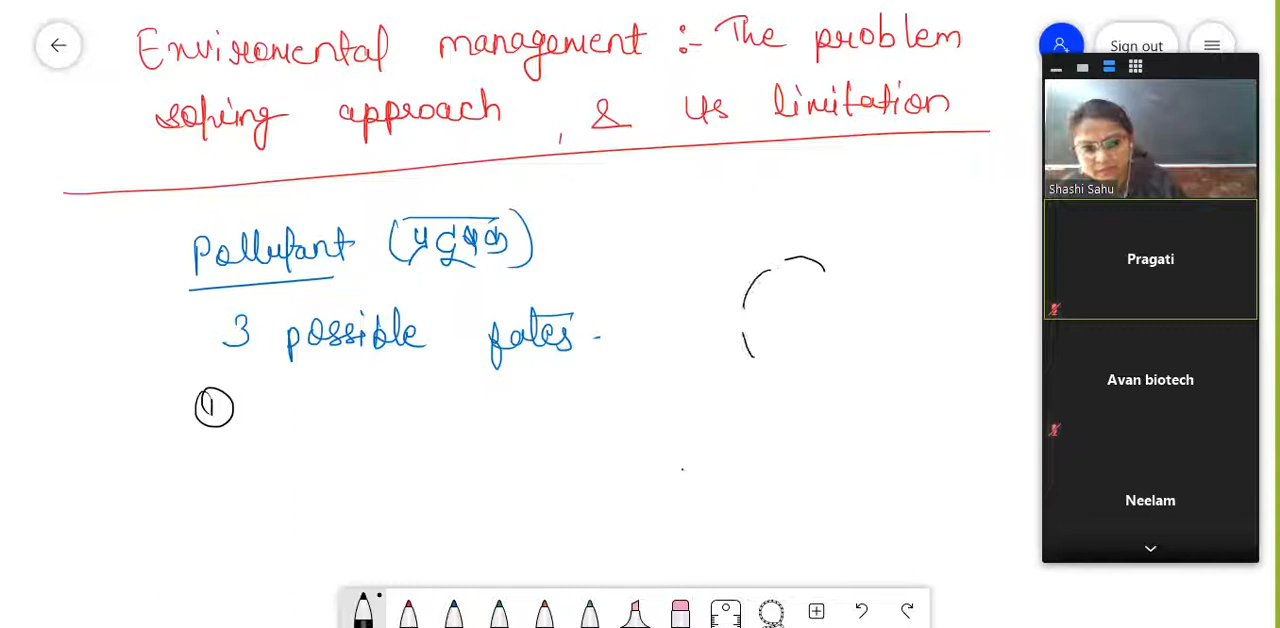 Enviromental management :- The problem
solving approach, & its limitation
Pollutant (प्रदूषक)
3 possible fates -
①
Sign out
Shashi Sahu
Pragati
Avan biotech
Neelam